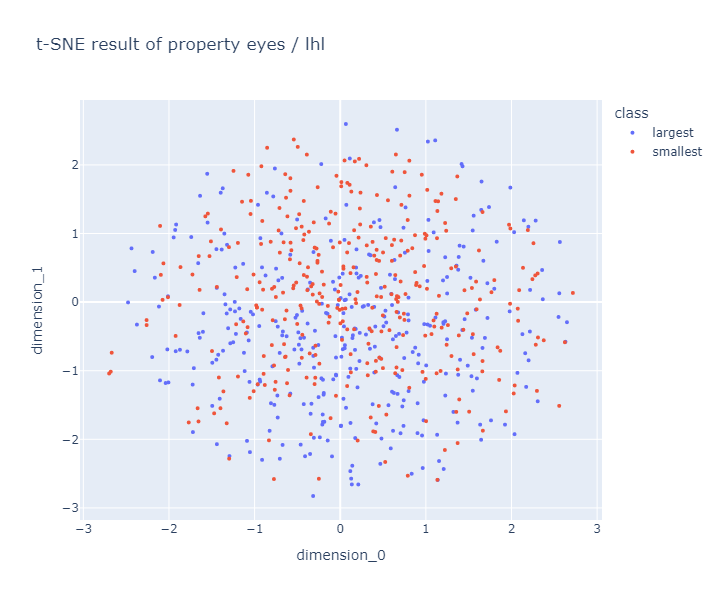 t-SNE result of property eyes / lhl
class
largest
smallest
2
1
0
−1
−2
−3
dimension_1
−3
−2
−1
0
1
2
3
dimension_0